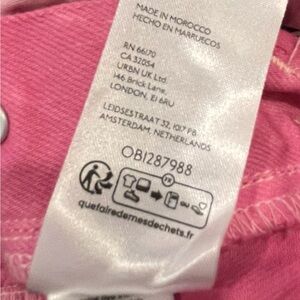 MADE IN MOROCCO
HECHO EN MARRUECOS
RN 66170
CA 32054
URBN UK Ltd.
146 Brick Lane,
LONDON, E1 6RU
LEIDSESTRAAT 32, 1017 PB
AMSTERDAM, NETHERLANDS
OB1287988
FR
quefairedemesdechets.fr